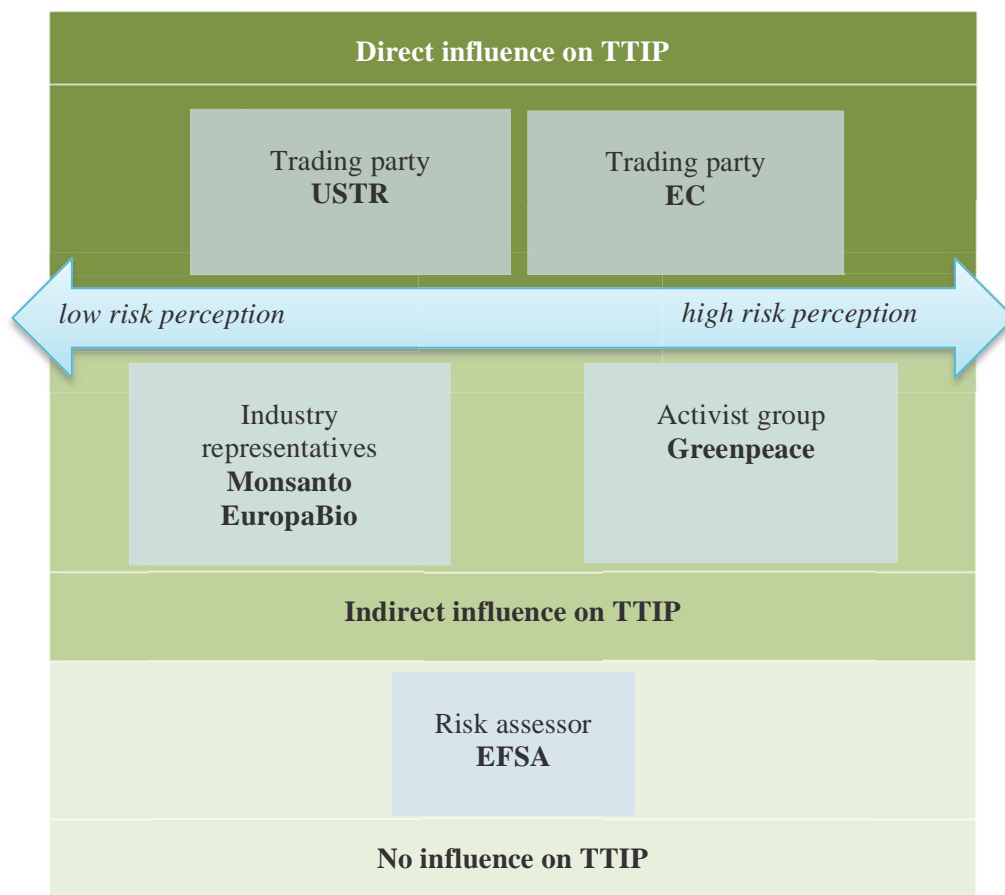 Direct influence on TTIP
Trading party
USTR
Trading party
EC
low risk perception
high risk perception
Industry
representatives
Monsanto
EuropaBio
Activist group
Greenpeace
Indirect influence on TTIP
Risk assessor
EFSA
No influence on TTIP